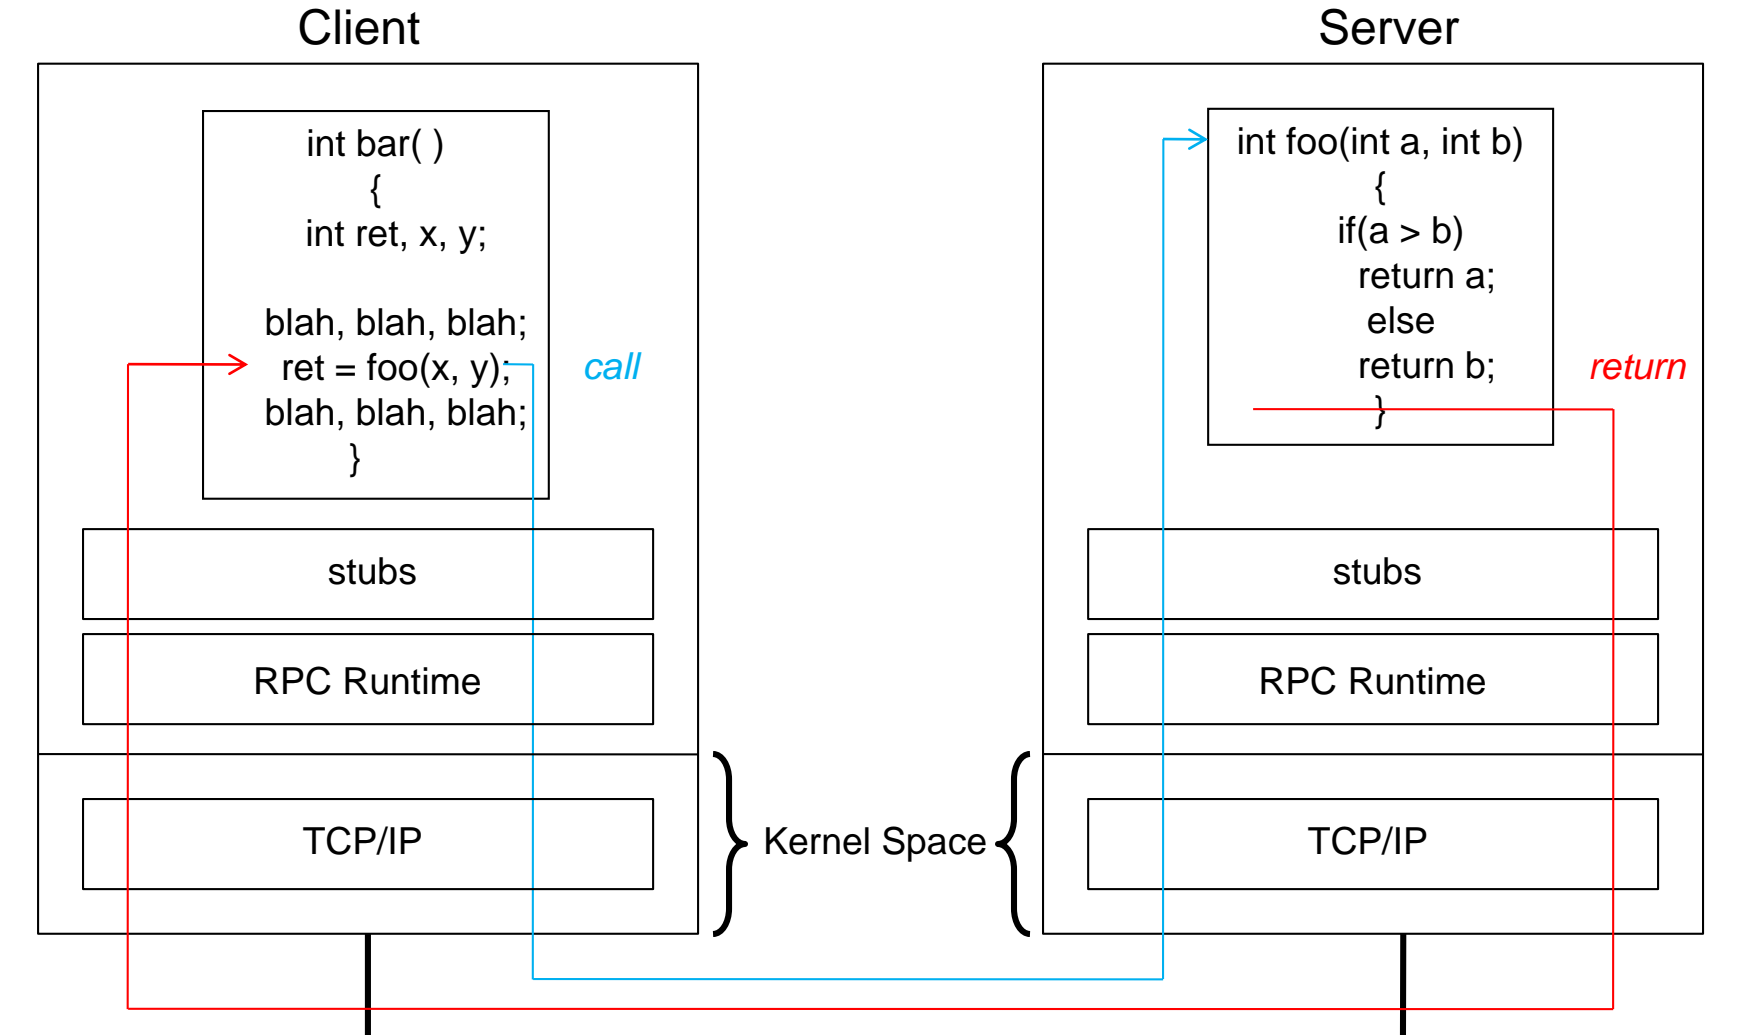 Client
int bar( )
{
int ret, x, y;
blah, blah, blah;
ret = foo(x, y);
blah, blah, blah;
}
call
stubs
RPC Runtime
TCP/IP
Kernel Space
Server
int foo(int a, int b)
{
if(a > b)
return a;
else
return b;
}
return
stubs
RPC Runtime
TCP/IP